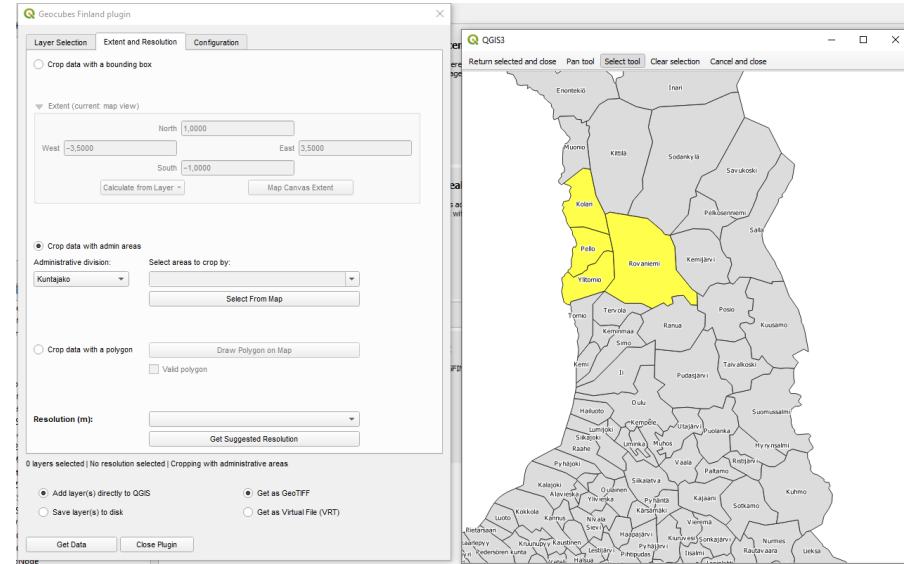 Geocubes Finland plugin
Layer Selection
Extent and Resolution
Configuration
Crop data with a bounding box
Extent (current: map view)
North 1,0000
West -3,5000
East 3,5000
South -1,0000
Calculate from Layer
Map Canvas Extent
Crop data with admin areas
Administrative division:
Select areas to crop by:
Kuntajako
Select From Map
Crop data with a polygon
Draw Polygon on Map
Valid polygon
Resolution (m):
Get Suggested Resolution
0 layers selected | No resolution selected | Cropping with administrative areas
Add layer(s) directly to QGIS
Get as GeoTIFF
Save layer(s) to disk
Get as Virtual File (VRT)
Get Data
Close Plugin
QGIS3
Return selected and close
Pan tool
Select tool
Clear selection
Cancel and close
Enontekiö
Inari
Muonio
Kittilä
Sodankylä
Savukoski
Kolari
Pelkosenniemi
Salla
Pello
Rovaniemi
Kemijärvi
Ylitornio
Tornio
Tervola
Posio
Keminmaa
Ranua
Kuusamo
Simo
Kemi
Ii
Pudasjärvi
Taivalkoski
Oulu
Hailuoto
Suomussalmi
Kempele
Lumijoki
Utajärvi
Puolanka
Siikajoki
Liminka
Muhos
Hyrynsalmi
Raahe
Pyhäjoki
Vaala
Ristijärvi
Paltamo
Siikalatva
Kalajoki
Oulainen
Alavieska
Ylivieska
Pyhäntä
Kajaani
Kuhmo
Sotkamo
Kärsämäki
Kokkola
Luoto
Kannus
Nivala
Vieremä
Sievi
Pietarsaari
Haapajärvi
Kiuruvesi
Sonkajärvi
Nurmes
Kruunupyy
Kaustinen
Lestijärvi
Pyhäjärvi
Pedersören kunta
Pihtipudas
Iisalmi
Rautavaara
Lieksa
Veteli
Halsua